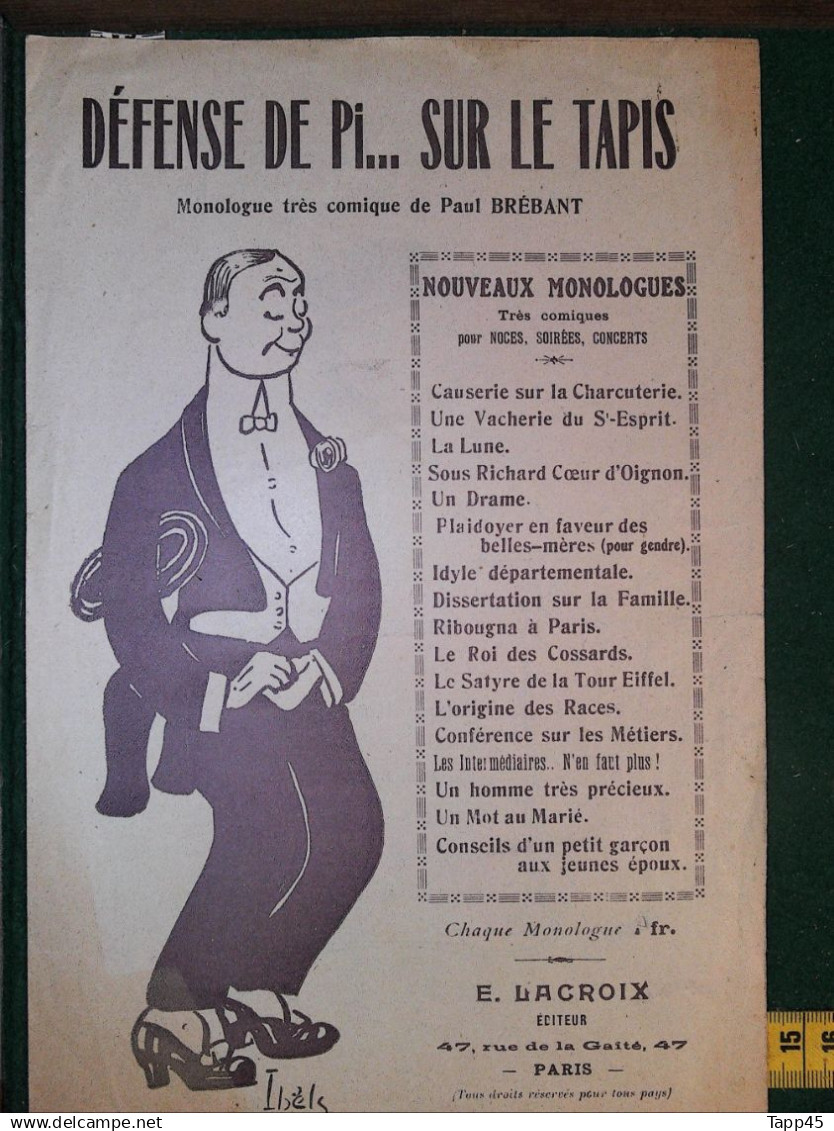 DÉFENSE DE Pi... SUR LE TAPIS
Monologue très comique de Paul BRÉBANT
NOUVEAUX MONOLOGUES
Très comiques
pour NOCES, SOIRÉES, CONCERTS
Causerie sur la Charcuterie.
Une Vacherie du St-Esprit.
La Lune.
Sous Richard Cœur d'Oignon.
Un Drame.
Plaidoyer en faveur des
belles-mères (pour gendre).
Idyle départementale.
Dissertation sur la Famille.
Ribougna à Paris.
Le Roi des Cossards.
Le Satyre de la Tour Eiffel.
L'origine des Races.
Conférence sur les Métiers.
Les Intermédiaires.. N'en faut plus !
Un homme très précieux.
Un Mot au Marié.
Conseils d'un petit garçon
aux jeunes époux.
Chaque Monologue fr.
E. LACROIX
ÉDITEUR
47, rue de la Gaîté, 47
— PARIS —
(Tous droits réservés pour tous pays)
Ibels
15
16
Tapp45